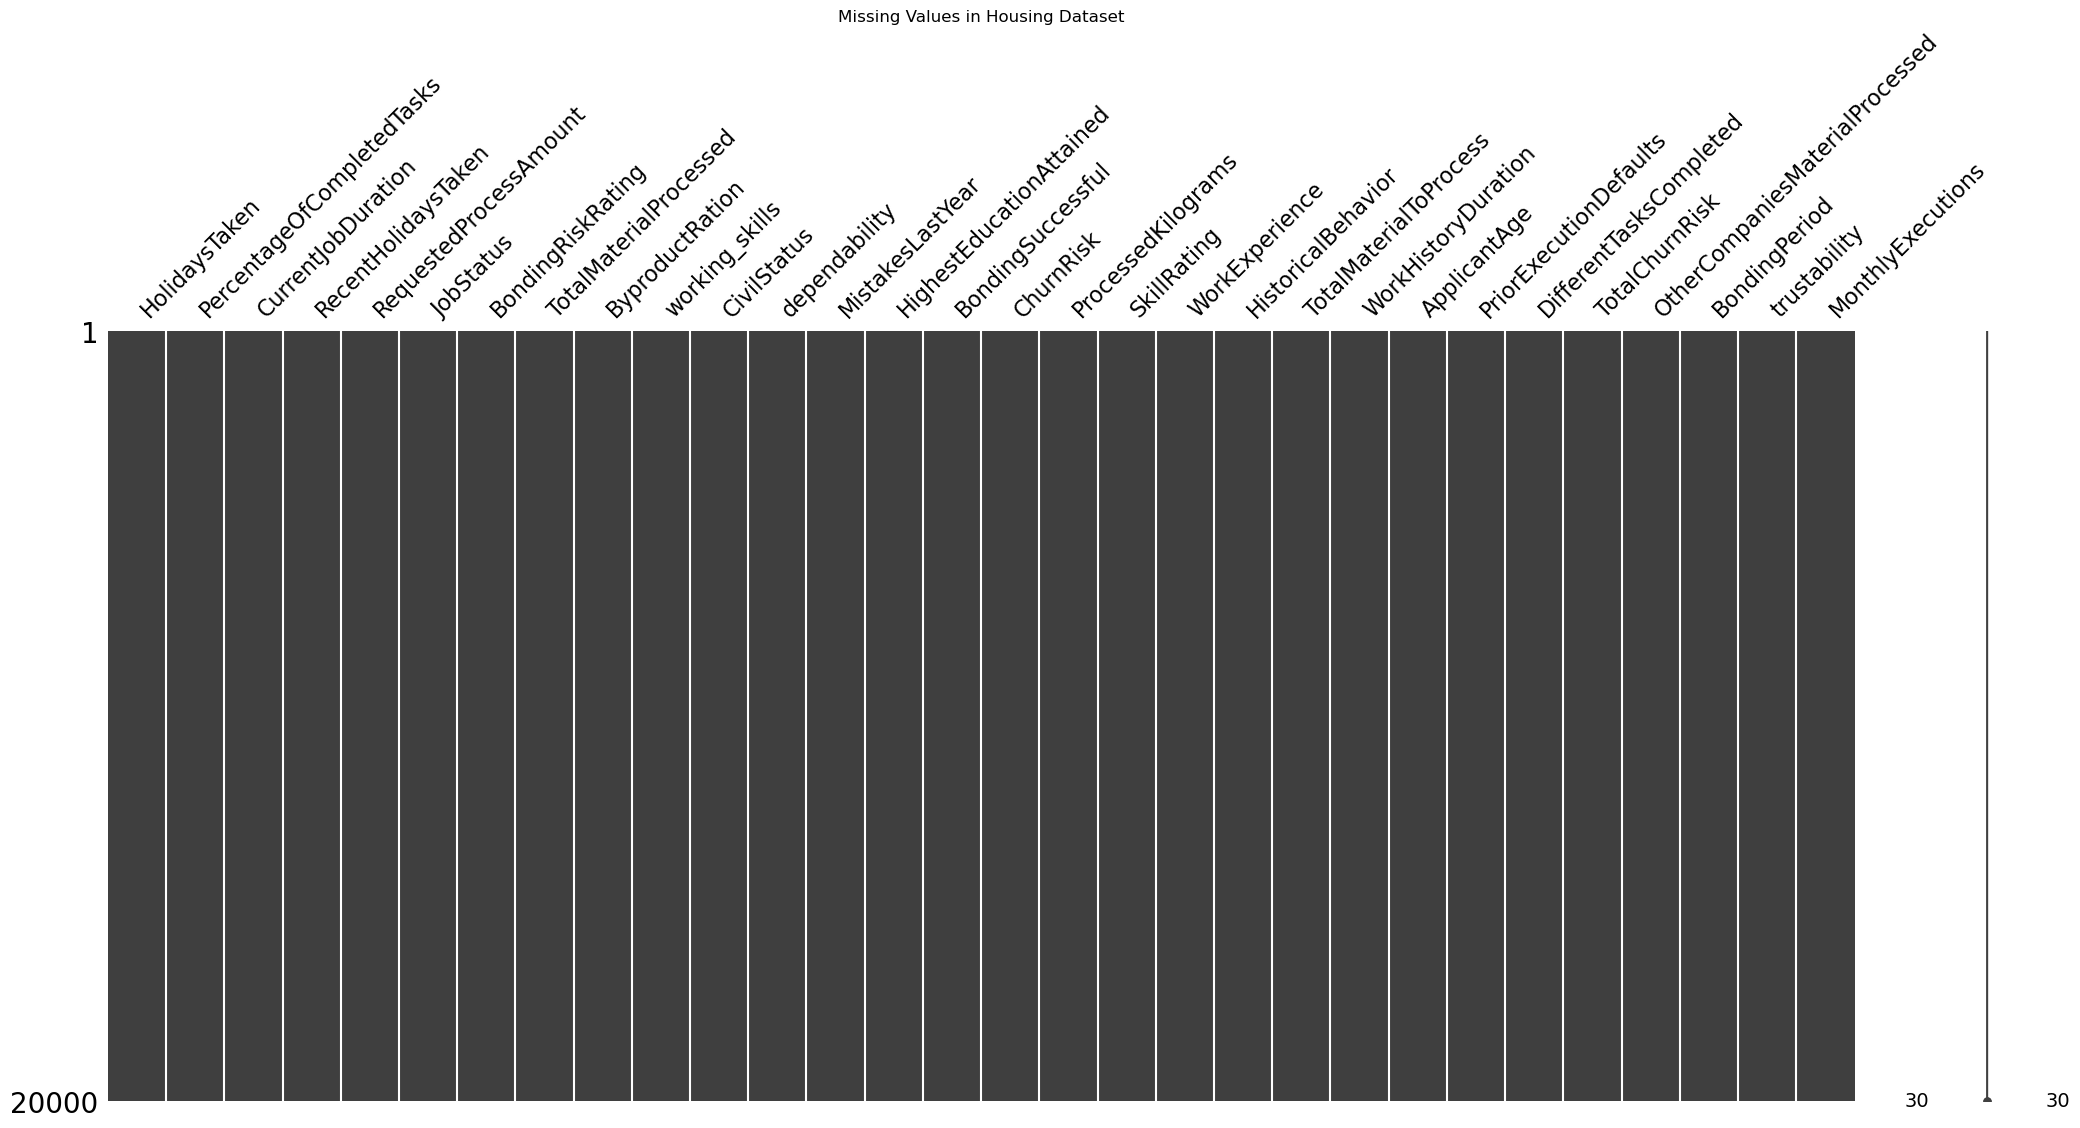 Missing Values in Housing Dataset
HolidaysTaken
PercentageOfCompletedTasks
CurrentJobDuration
RecentHolidaysTaken
RequestedProcessAmount
JobStatus
BondingRiskRating
TotalMaterialProcessed
ByproductRation
working_skills
CivilStatus
dependability
MistakesLastYear
HighestEducationAttained
BondingSuccessful
ChurnRisk
ProcessedKilograms
SkillRating
WorkExperience
HistoricalBehavior
TotalMaterialToProcess
WorkHistoryDuration
ApplicantAge
PriorExecutionDefaults
DifferentTasksCompleted
TotalChurnRisk
OtherCompaniesMaterialProcessed
BondingPeriod
trustability
MonthlyExecutions
1
20000
30
30